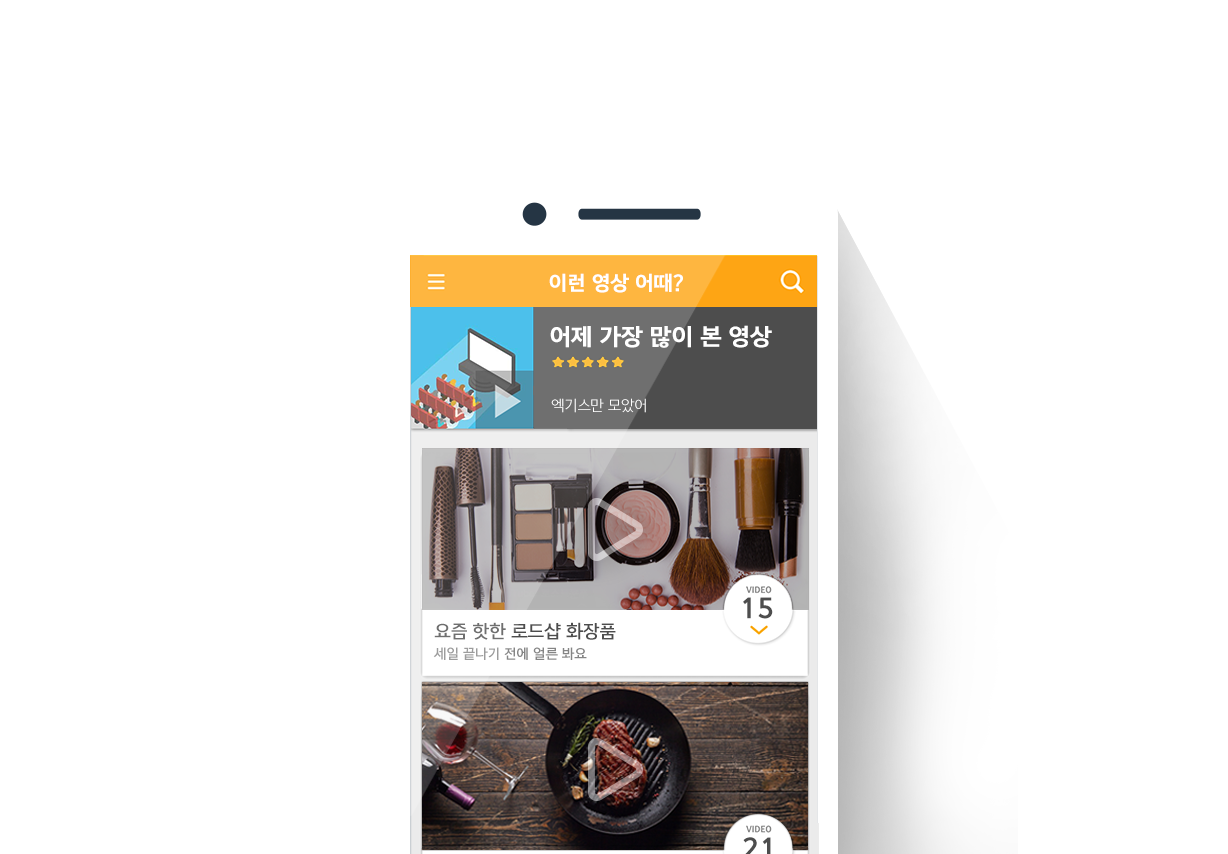 이런 영상 어때?
어제 가장 많이 본 영상
엑기스만 모았어
VIDEO
15
요즘 핫한 로드샵 화장품
세일 끝나기 전에 얼른 봐요
VIDEO
21